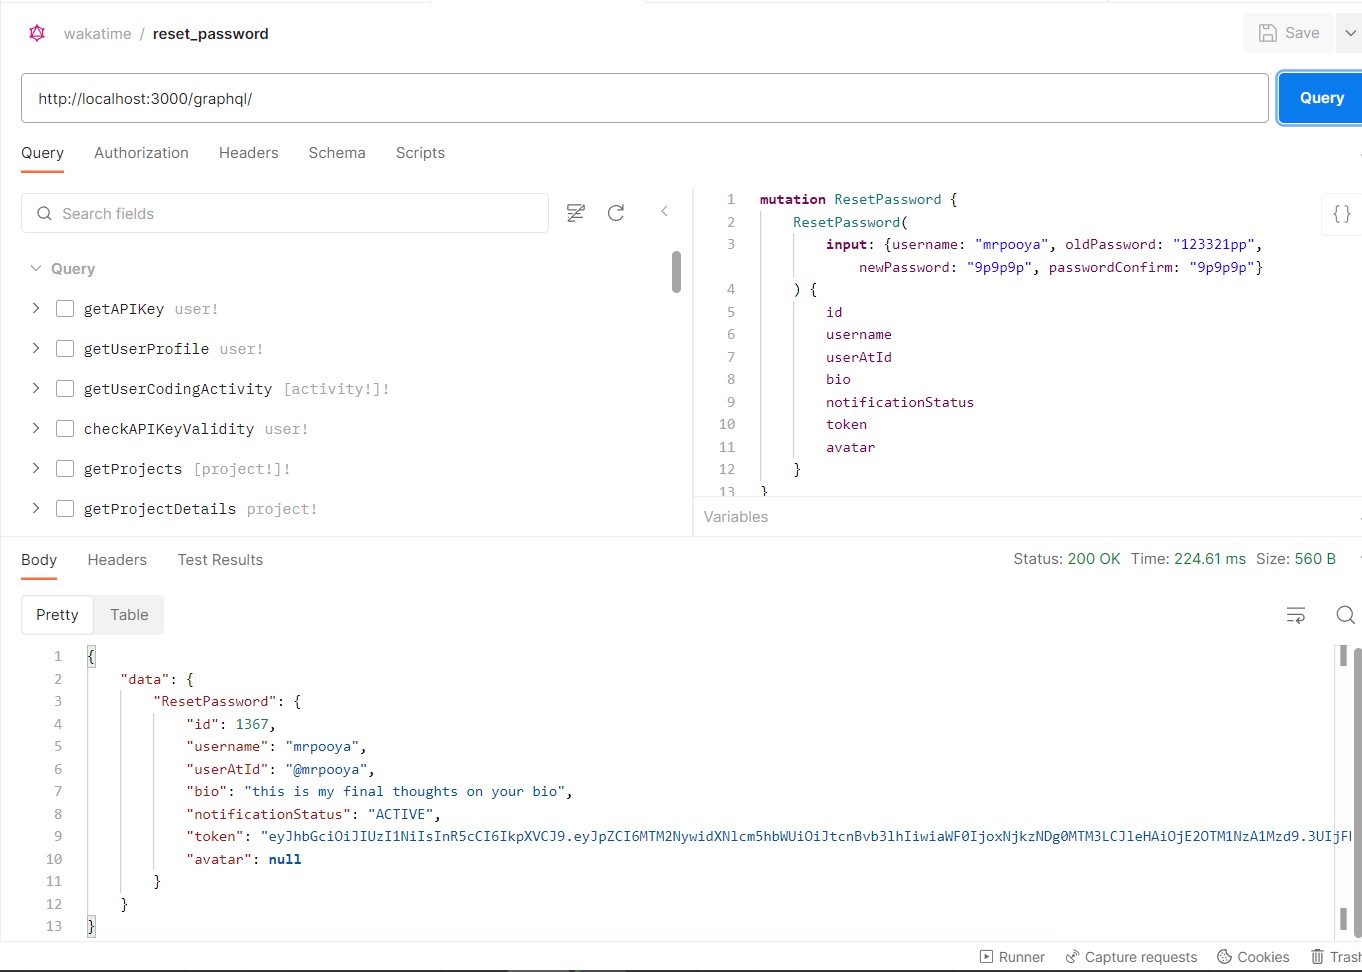 wakatime / reset_password
Save
http://localhost:3000/graphql/
Query
Query Authorization Headers Schema Scripts
Search fields
Query
getAPIKey user!
getUserProfile user!
getUserCodingActivity [activity!]!
checkAPIKeyValidity user!
getProjects [project!]!
getProjectDetails project!
1 mutation ResetPassword {
2 ResetPassword(
3 input: {username: "mrpooya", oldPassword: "123321pp",
newPassword: "9p9p9p", passwordConfirm: "9p9p9p"}
4 ) {
5 id
6 username
7 userAtId
8 bio
9 notificationStatus
10 token
11 avatar
12 }
13 }
{}
Variables
Body Headers Test Results
Status: 200 OK Time: 224.61 ms Size: 560 B
Pretty Table
1 {
2 "data": {
3 "ResetPassword": {
4 "id": 1367,
5 "username": "mrpooya",
6 "userAtId": "@mrpooya",
7 "bio": "this is my final thoughts on your bio",
8 "notificationStatus": "ACTIVE",
9 "token": "eyJhbGciOiJIUzI1NiIsInR5cCI6IkpXVCJ9.eyJpZCI6MTM2NywidXNlcm5hbWUiOiJtcnBvb3lhIiwiaWF0IjoxNjkzNDg0MTM3LCJleHAiOjE2OTM1NzA1Mzd9.3UIjFl
10 "avatar": null
11 }
12 }
13 }
Runner Capture requests Cookies Trash